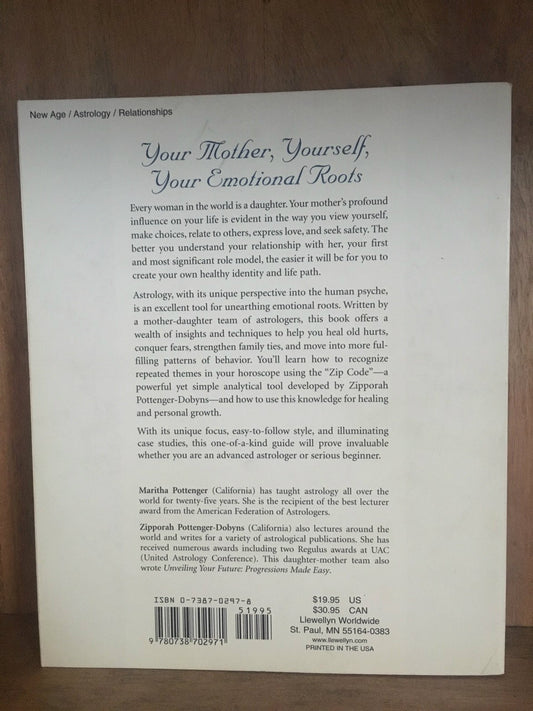 New Age / Astrology / Relationships
Your Mother, Yourself,
Your Emotional Roots
Every woman in the world is a daughter. Your mother's profound
influence on your life is evident in the way you view yourself,
make choices, relate to others, express love, and seek safety. The
better you understand your relationship with her, your first
and most significant role model, the easier it will be for you to
create your own healthy identity and life path.
Astrology, with its unique perspective into the human psyche,
is an excellent tool for unearthing emotional roots. Written by
a mother-daughter team of astrologers, this book offers a
wealth of insights and techniques to help you heal old hurts,
conquer fears, strengthen family ties, and move into more ful-
filling patterns of behavior. You'll learn how to recognize
repeated themes in your horoscope using the "Zip Code"—a
powerful yet simple analytical tool developed by Zipporah
Pottenger-Dobyns—and how to use this knowledge for healing
and personal growth.
With its unique focus, easy-to-follow style, and illuminating
case studies, this one-of-a-kind guide will prove invaluable
whether you are an advanced astrologer or serious beginner.
Maritha Pottenger (California) has taught astrology all over the
world for twenty-five years. She is the recipient of the best lecturer
award from the American Federation of Astrologers.
Zipporah Pottenger-Dobyns (California) also lectures around the
world and writes for a variety of astrological publications. She has
received numerous awards including two Regulus awards at UAC
(United Astrology Conference). This daughter-mother team also
wrote Unveiling Your Future: Progressions Made Easy.
ISBN 0-7387-0297-8
51995
9 780738 702971
$19.95 US
$30.95 CAN
Llewellyn Worldwide
St. Paul, MN 55164-0383
www.llewellyn.com
PRINTED IN THE USA